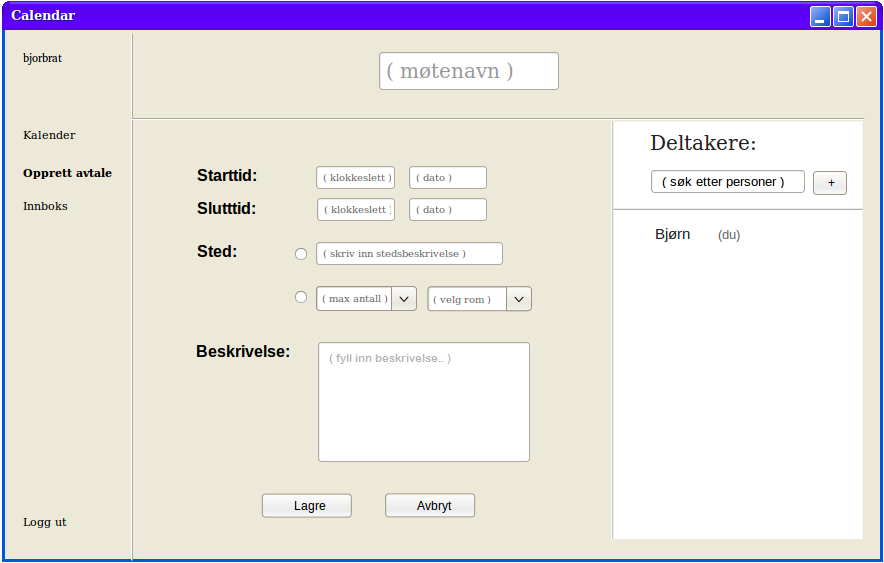 Calendar
bjorbrat
( møtenavn )
Kalender
Opprett avtale
Innboks
Logg ut
Starttid:
( klokkeslett )
( dato )
Slutttid:
( klokkeslett )
( dato )
Sted:
( skriv inn stedsbeskrivelse )
( max antall )
( velg rom )
Beskrivelse:
( fyll inn beskrivelse.. )
Lagre
Avbryt
Deltakere:
( søk etter personer )
+
Bjørn (du)